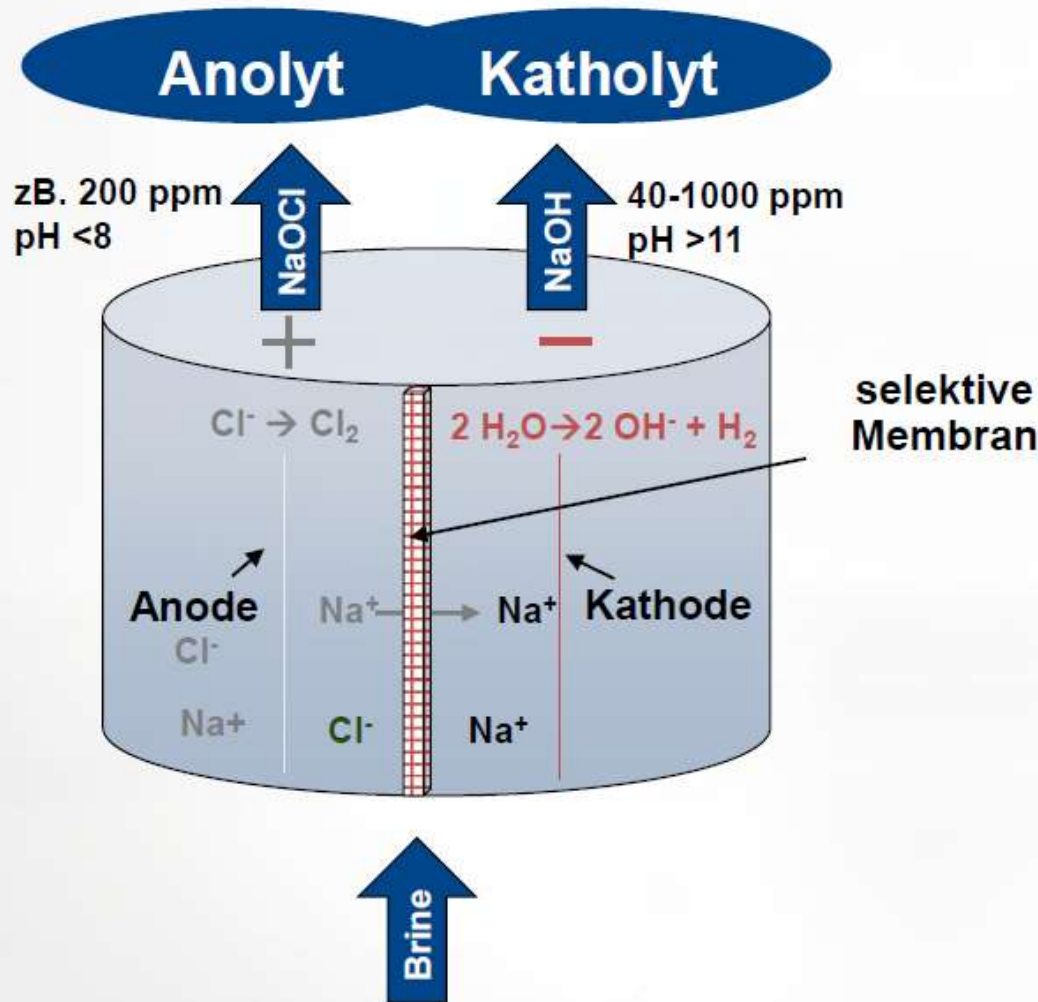 Anolyt Katholyt
zB. 200 ppm
pH <8
NaOCl
NaOH
40-1000 ppm
pH >11
+ −
Cl⁻ → Cl₂
2 H₂O→2 OH⁻ + H₂
selektive
Membran
Anode
Na⁺ Na⁺
Kathode
Cl⁻
Na+ Cl⁻ Na⁺
Brine